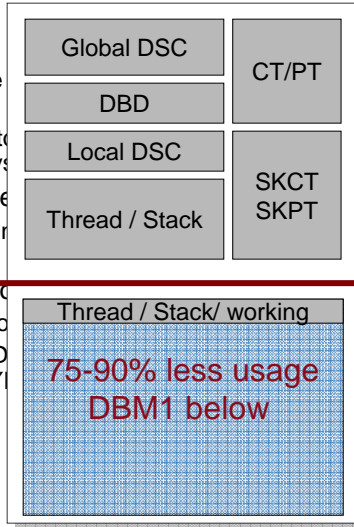 Global DSC
CT/PT
DBD
Local DSC
SKCT
SKPT
Thread / Stack
Thread / Stack/ working
75-90% less usage
DBM1 below